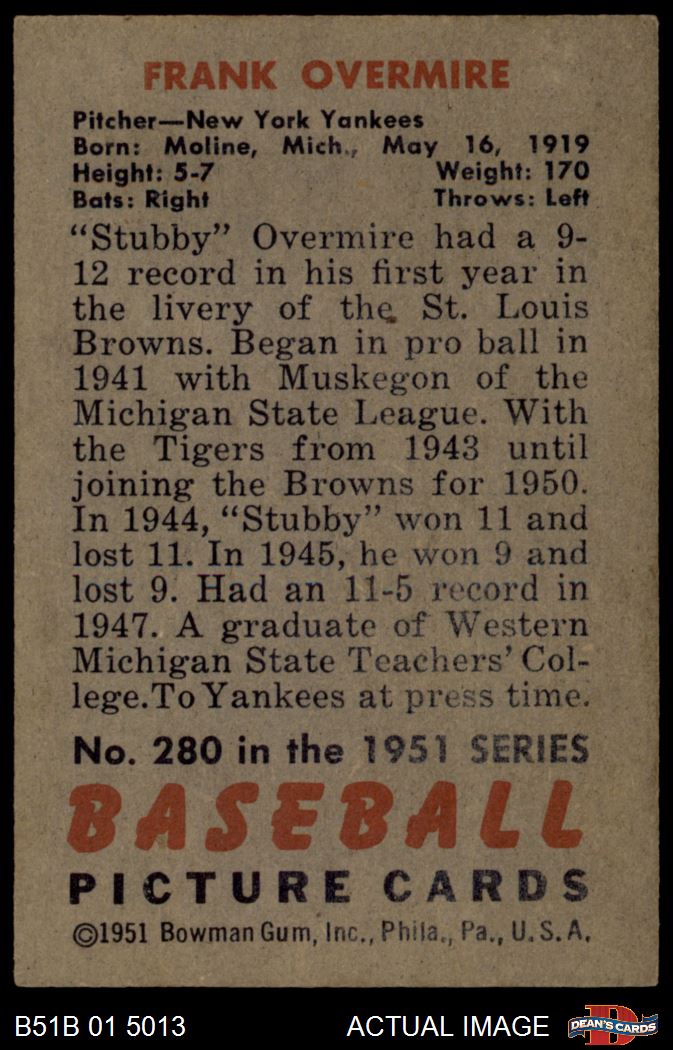 FRANK OVERMIRE
Pitcher—New York Yankees
Born: Moline, Mich., May 16, 1919
Height: 5-7 Weight: 170
Bats: Right Throws: Left
"Stubby" Overmire had a 9-
12 record in his first year in
the livery of the St. Louis
Browns. Began in pro ball in
1941 with Muskegon of the
Michigan State League. With
the Tigers from 1943 until
joining the Browns for 1950.
In 1944, "Stubby" won 11 and
lost 11. In 1945, he won 9 and
lost 9. Had an 11-5 record in
1947. A graduate of Western
Michigan State Teachers' Col-
lege. To Yankees at press time.
No. 280 in the 1951 SERIES
BASEBALL
PICTURE CARDS
©1951 Bowman Gum, Inc., Phila., Pa., U.S.A.
B51B 01 5013 ACTUAL IMAGE DEAN'S CARDS